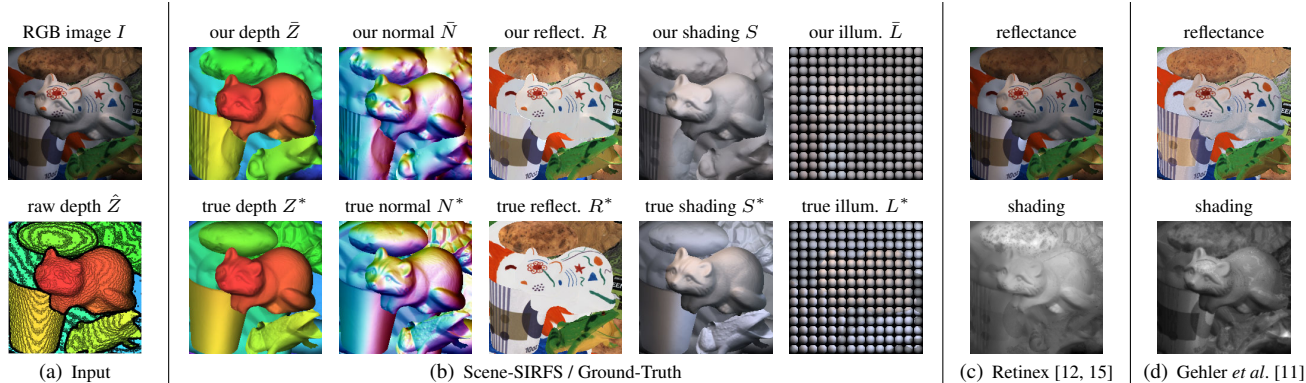 RGB image I
our depth Z̄
our normal N̄
our reflect. R
our shading S
our illum. L̄
reflectance
reflectance
raw depth Ẑ
true depth Z*
true normal N*
true reflect. R*
true shading S*
true illum. L*
shading
shading
(a) Input
(b) Scene-SIRFS / Ground-Truth
(c) Retinex [12, 15]
(d) Gehler et al. [11]